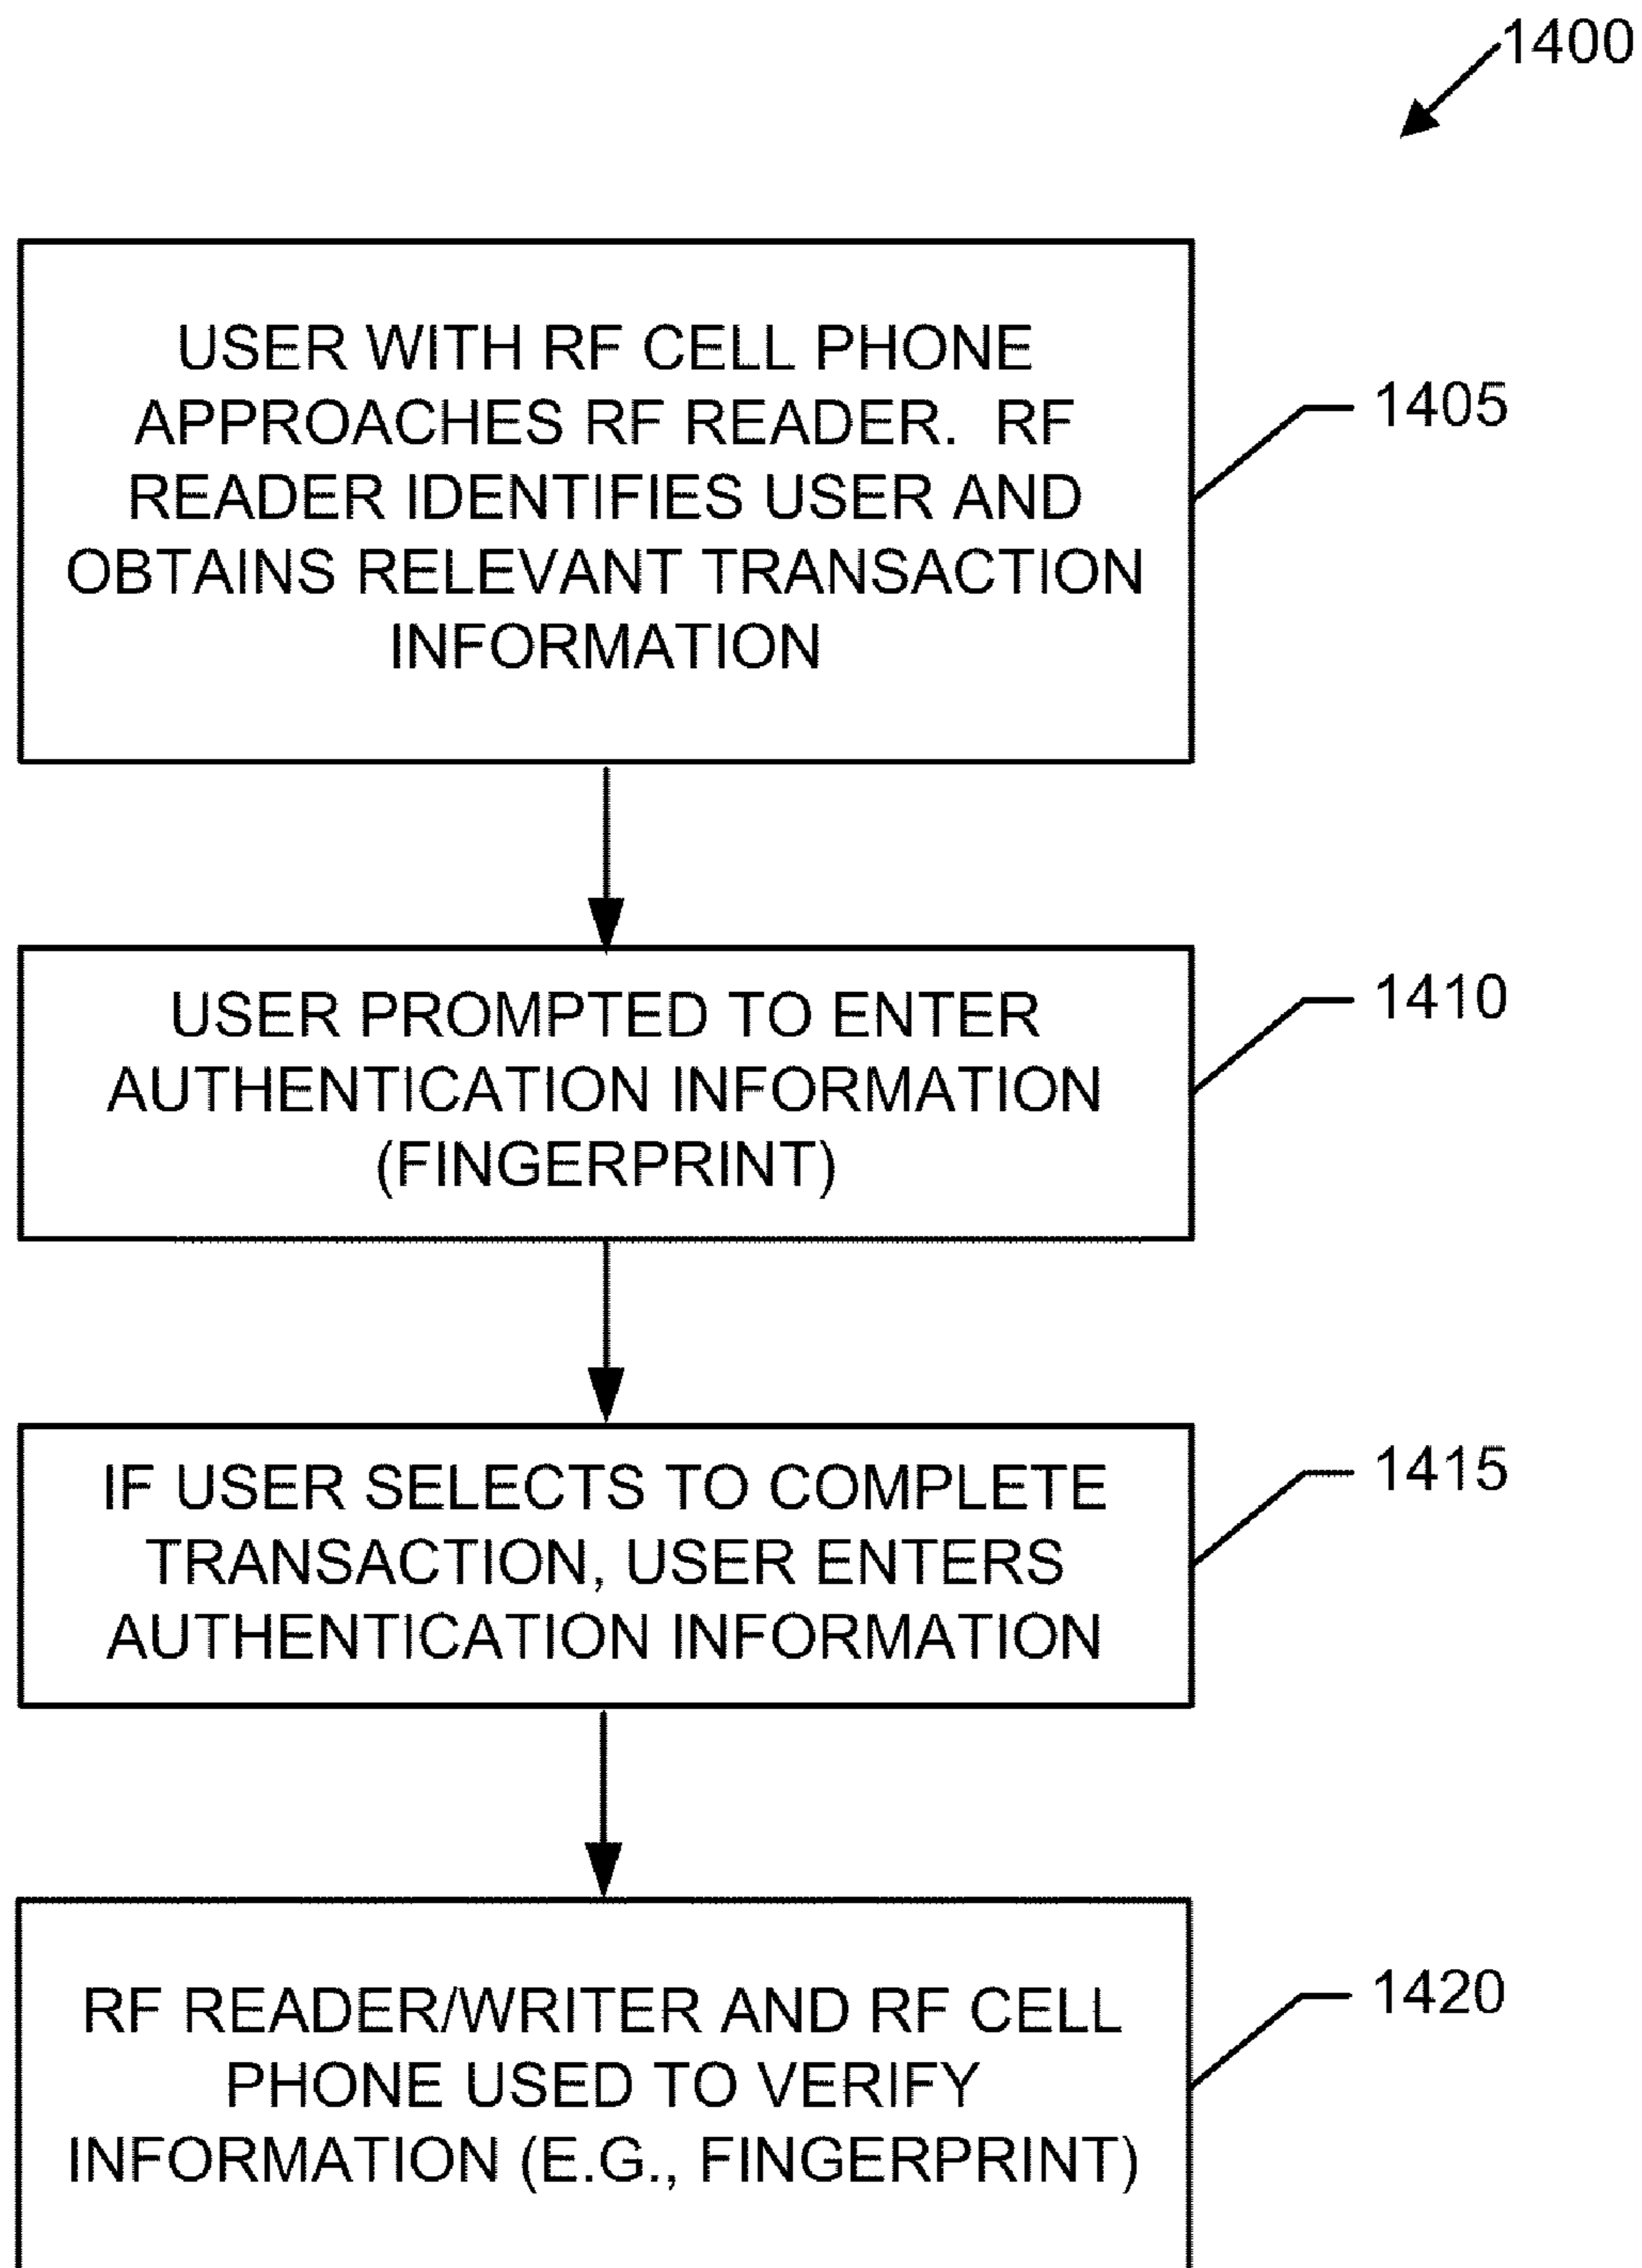 1400
USER WITH RF CELL PHONE
APPROACHES RF READER. RF
READER IDENTIFIES USER AND
OBTAINS RELEVANT TRANSACTION
INFORMATION
1405
USER PROMPTED TO ENTER
AUTHENTICATION INFORMATION
(FINGERPRINT)
1410
IF USER SELECTS TO COMPLETE
TRANSACTION, USER ENTERS
AUTHENTICATION INFORMATION
1415
RF READER/WRITER AND RF CELL
PHONE USED TO VERIFY
INFORMATION (E.G., FINGERPRINT)
1420